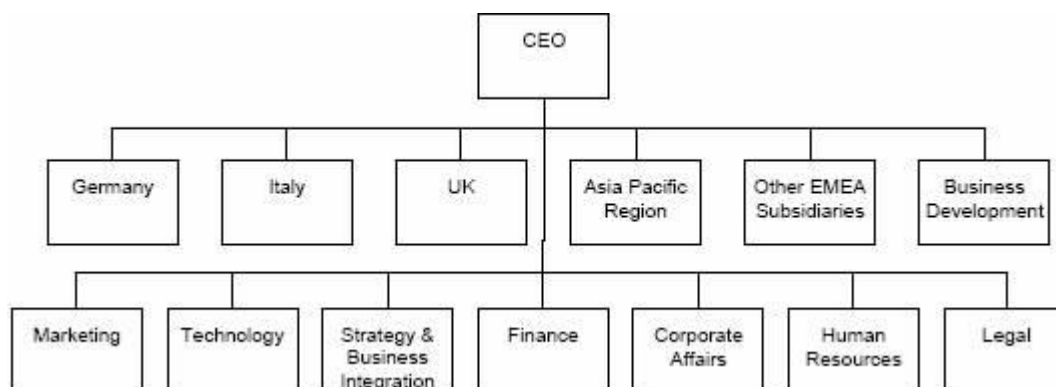 CEO
Germany
Italy
UK
Asia Pacific
Region
Other EMEA
Subsidiaries
Business
Development
Marketing
Technology
Strategy &
Business
Integration
Finance
Corporate
Affairs
Human
Resources
Legal